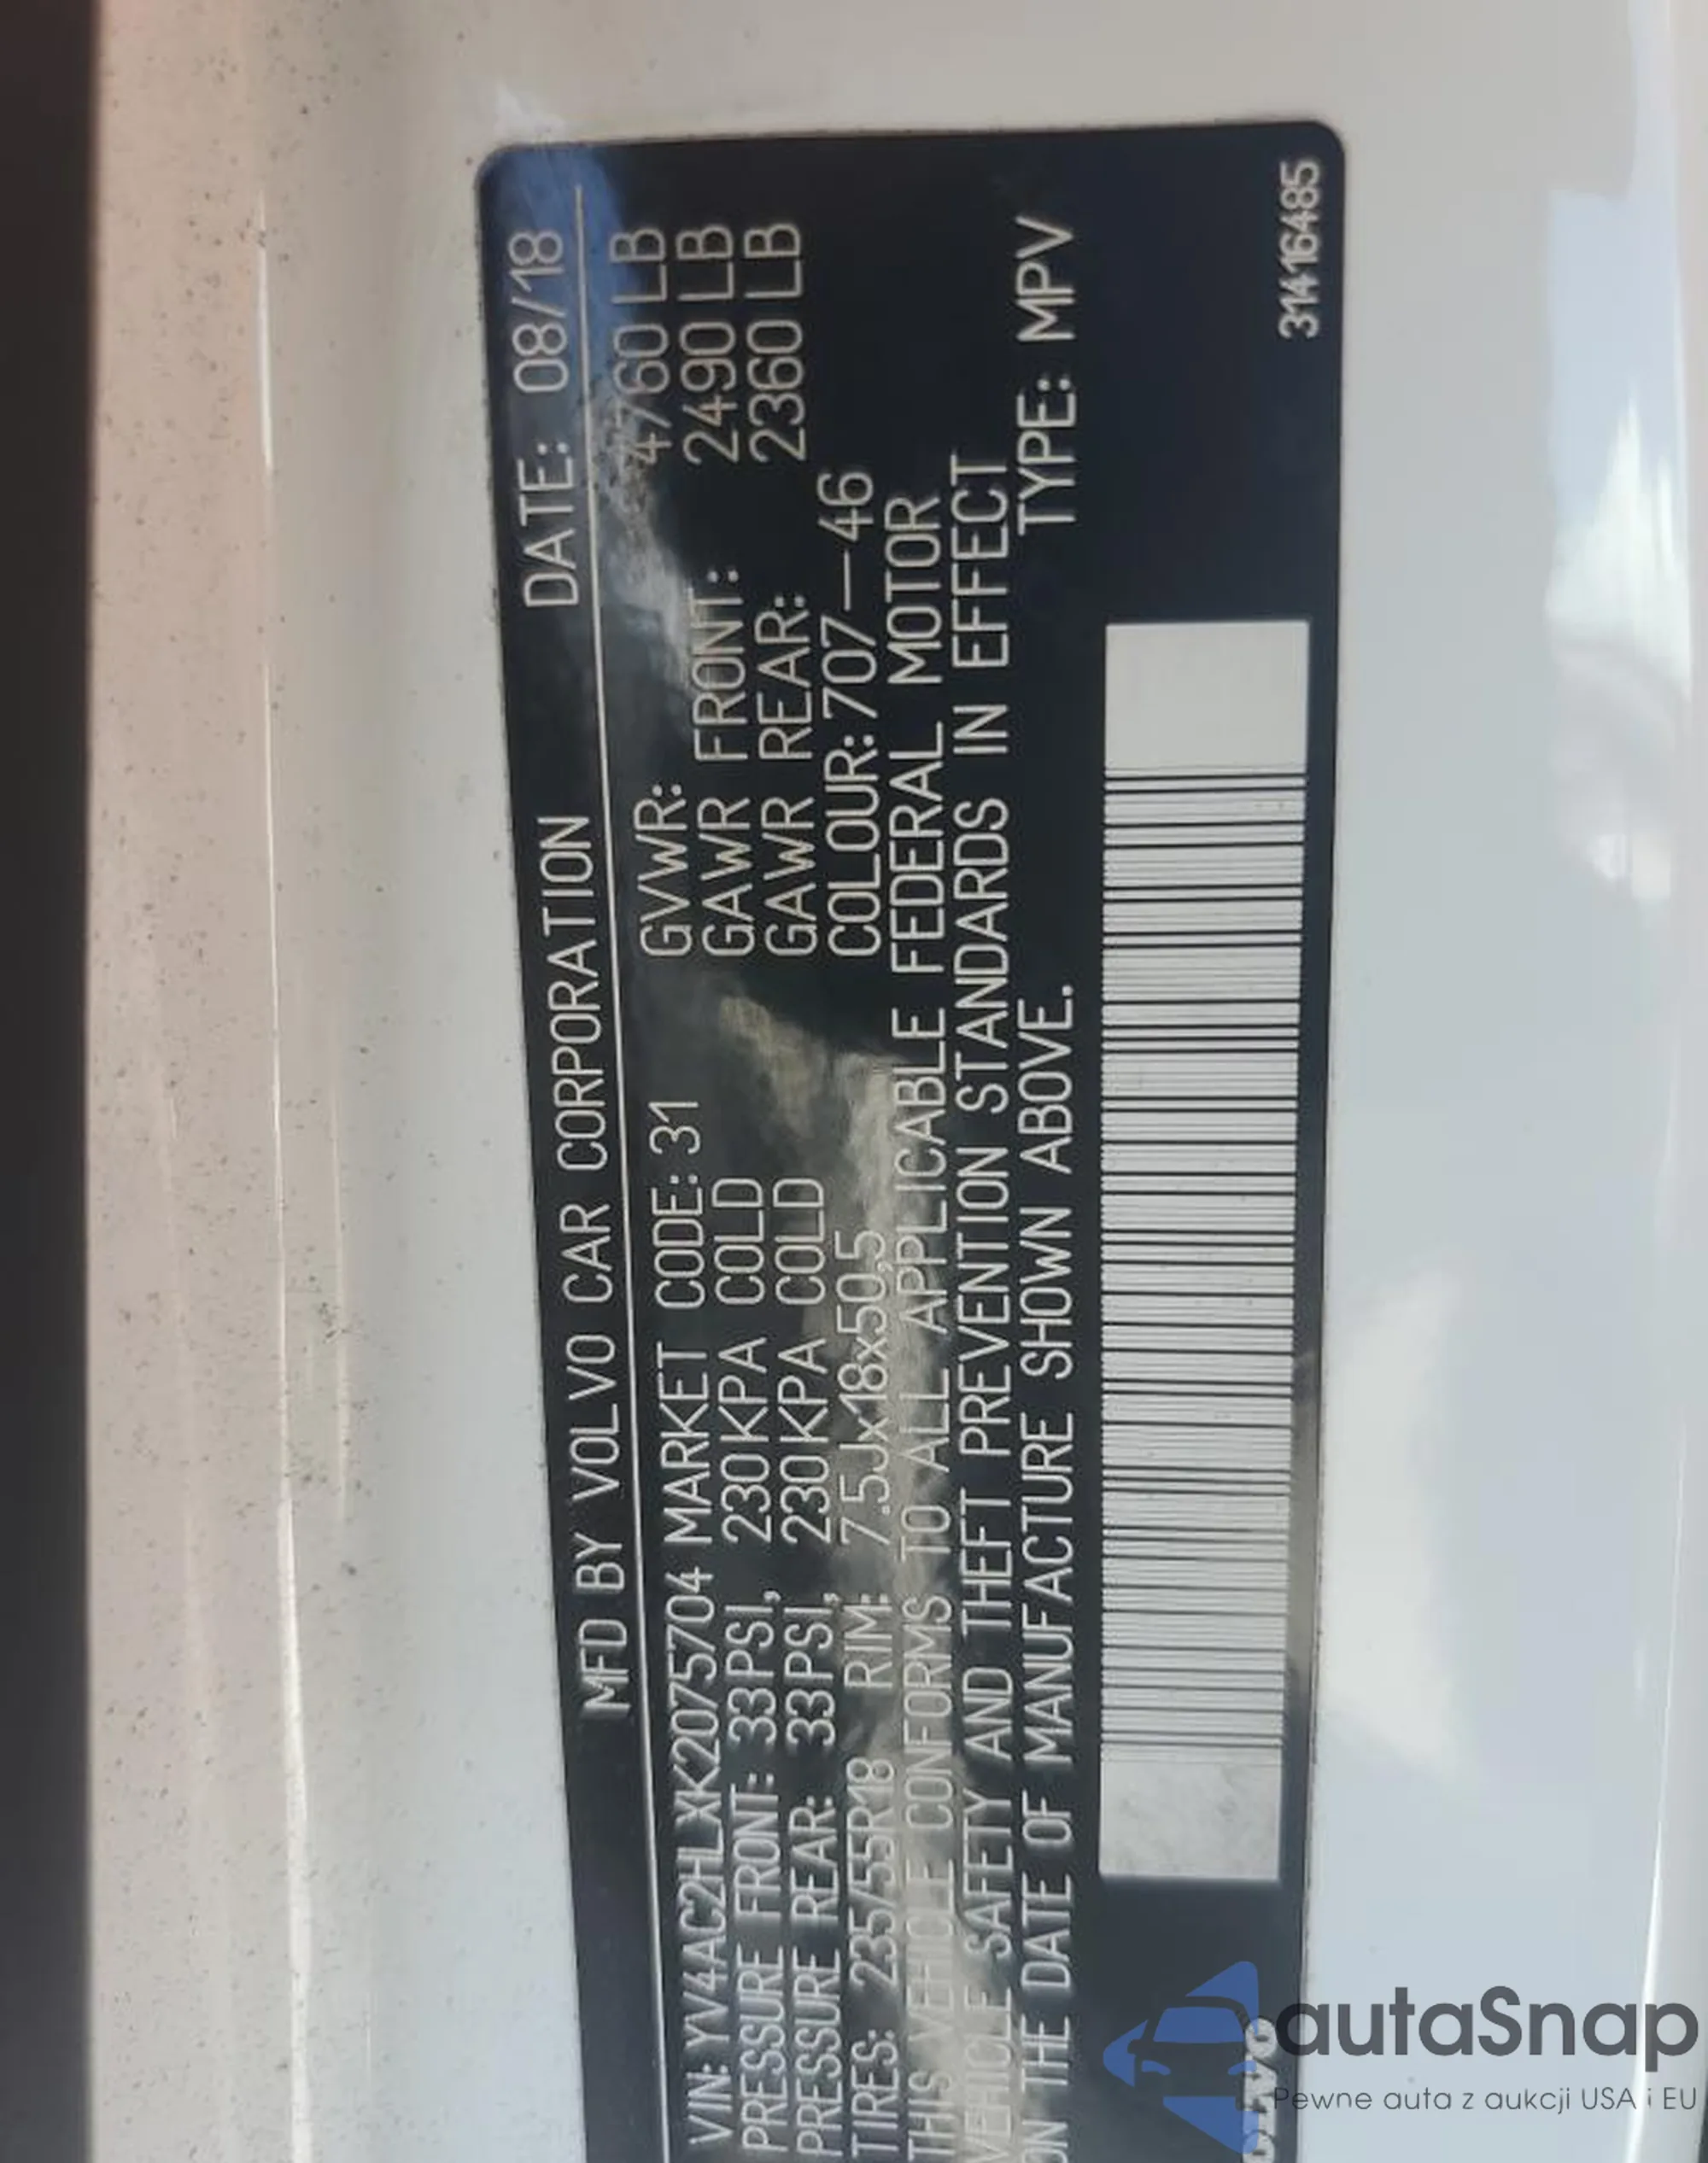 MFD BY VOLVO CAR CORPORATION DATE: 08/18
VIN: YV4AC2HLXK2075704 MARKET CODE: 31 GVWR: 4760 LB
PRESSURE FRONT: 33PSI, 230KPA COLD GAWR FRONT: 2490 LB
PRESSURE REAR: 33PSI, 230KPA COLD GAWR REAR: 2360 LB
TIRES: 235/55R18 RIM: 7.5Jx18x50,5 COLOUR: 707—46
THIS VEHICLE CONFORMS TO ALL APPLICABLE FEDERAL MOTOR
VEHICLE SAFETY AND THEFT PREVENTION STANDARDS IN EFFECT
ON THE DATE OF MANUFACTURE SHOWN ABOVE. TYPE: MPV
31416485
autaSnap
Pewne auta z aukcji USA i EU